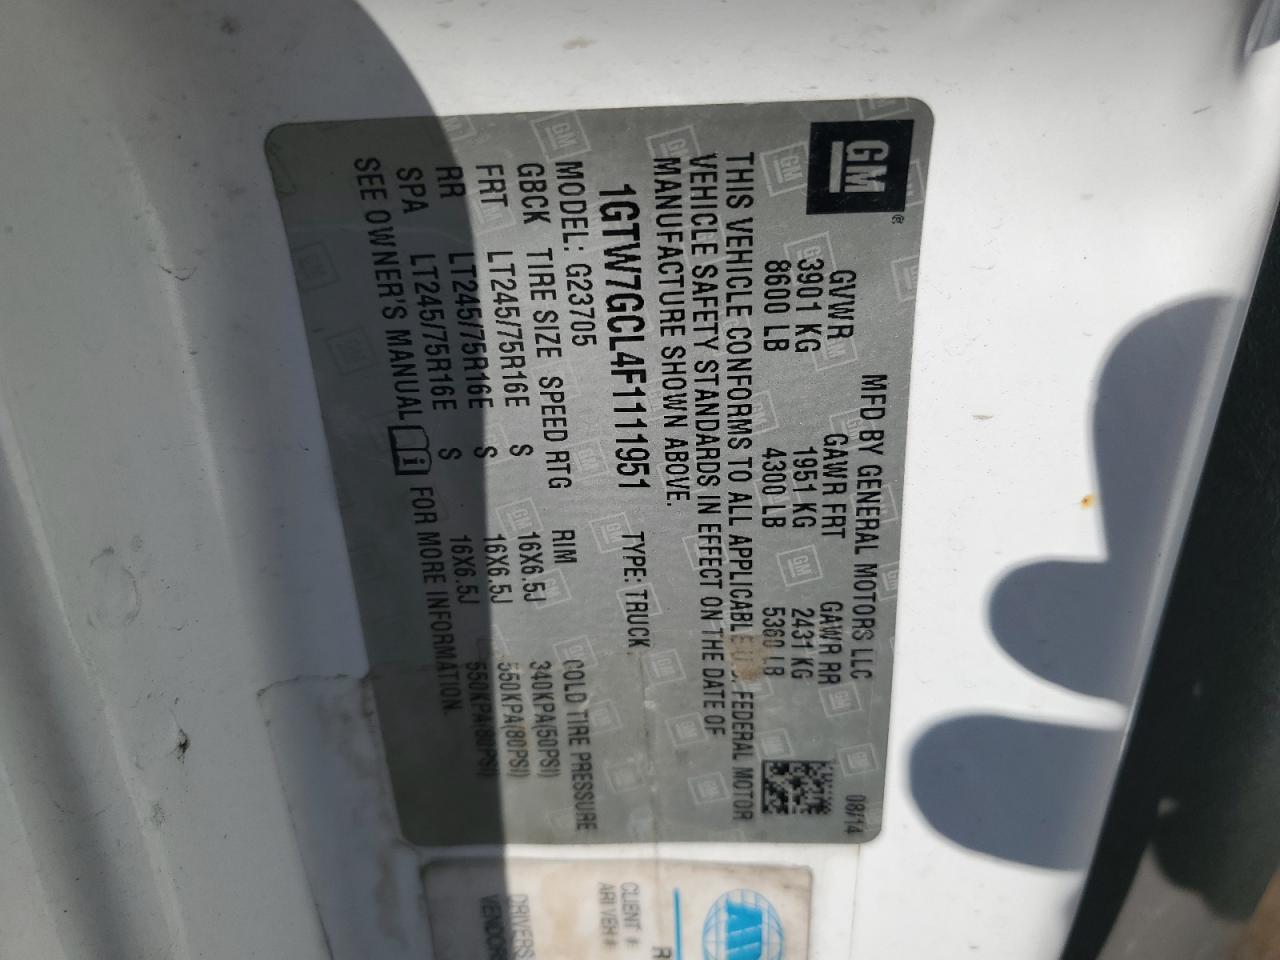 GM ®
MFD BY GENERAL MOTORS LLC 08/14
GVWR GAWR FRT GAWR RR
3901 KG 1951 KG 2431 KG
8600 LB 4300 LB 5360 LB
THIS VEHICLE CONFORMS TO ALL APPLICABLE U.S. FEDERAL MOTOR
VEHICLE SAFETY STANDARDS IN EFFECT ON THE DATE OF
MANUFACTURE SHOWN ABOVE.
1GTW7GCL4F1111951 TYPE: TRUCK
MODEL: G23705
GBCK TIRE SIZE SPEED RTG RIM COLD TIRE PRESSURE
FRT LT245/75R16E S 16X6.5J 340KPA(50PSI)
RR LT245/75R16E S 16X6.5J 550KPA(80PSI)
SPA LT245/75R16E S 16X6.5J 550KPA(80PSI)
SEE OWNER'S MANUAL FOR MORE INFORMATION.
CLIENT #:
ARI VEH #:
DRIVERS